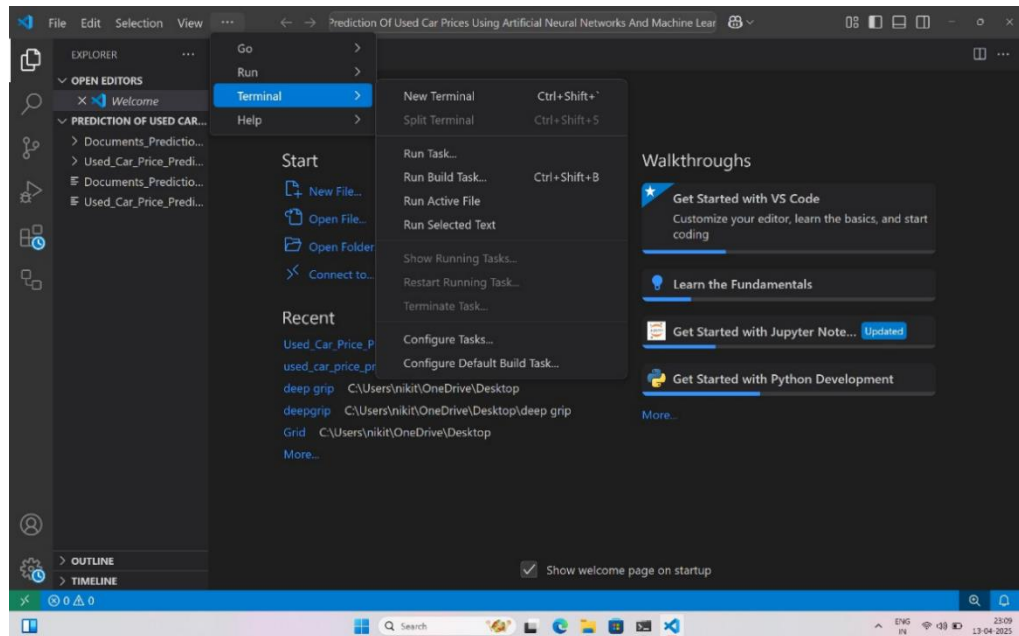 File Edit Selection View ... Prediction Of Used Car Prices Using Artificial Neural Networks And Machine Lear
EXPLORER ...
OPEN EDITORS
Welcome
PREDICTION OF USED CAR...
Documents_Predictio...
Used_Car_Price_Predi...
Documents_Predictio...
Used_Car_Price_Predi...
OUTLINE
TIMELINE
Go
Run
Terminal
Help
New Terminal Ctrl+Shift+`
Split Terminal Ctrl+Shift+5
Run Task...
Run Build Task... Ctrl+Shift+B
Run Active File
Run Selected Text
Show Running Tasks...
Restart Running Task...
Terminate Task...
Configure Tasks...
Configure Default Build Task...
Start
New File...
Open File...
Open Folder
Connect to...
Recent
Used_Car_Price_P
used_car_price_pr
deep grip C:\Users\nikit\OneDrive\Desktop
deepgrip C:\Users\nikit\OneDrive\Desktop\deep grip
Grid C:\Users\nikit\OneDrive\Desktop
More...
Walkthroughs
Get Started with VS Code
Customize your editor, learn the basics, and start
coding
Learn the Fundamentals
Get Started with Jupyter Note... Updated
Get Started with Python Development
More...
Show welcome page on startup
0 0
Search
ENG
IN
23:09
13-04-2025